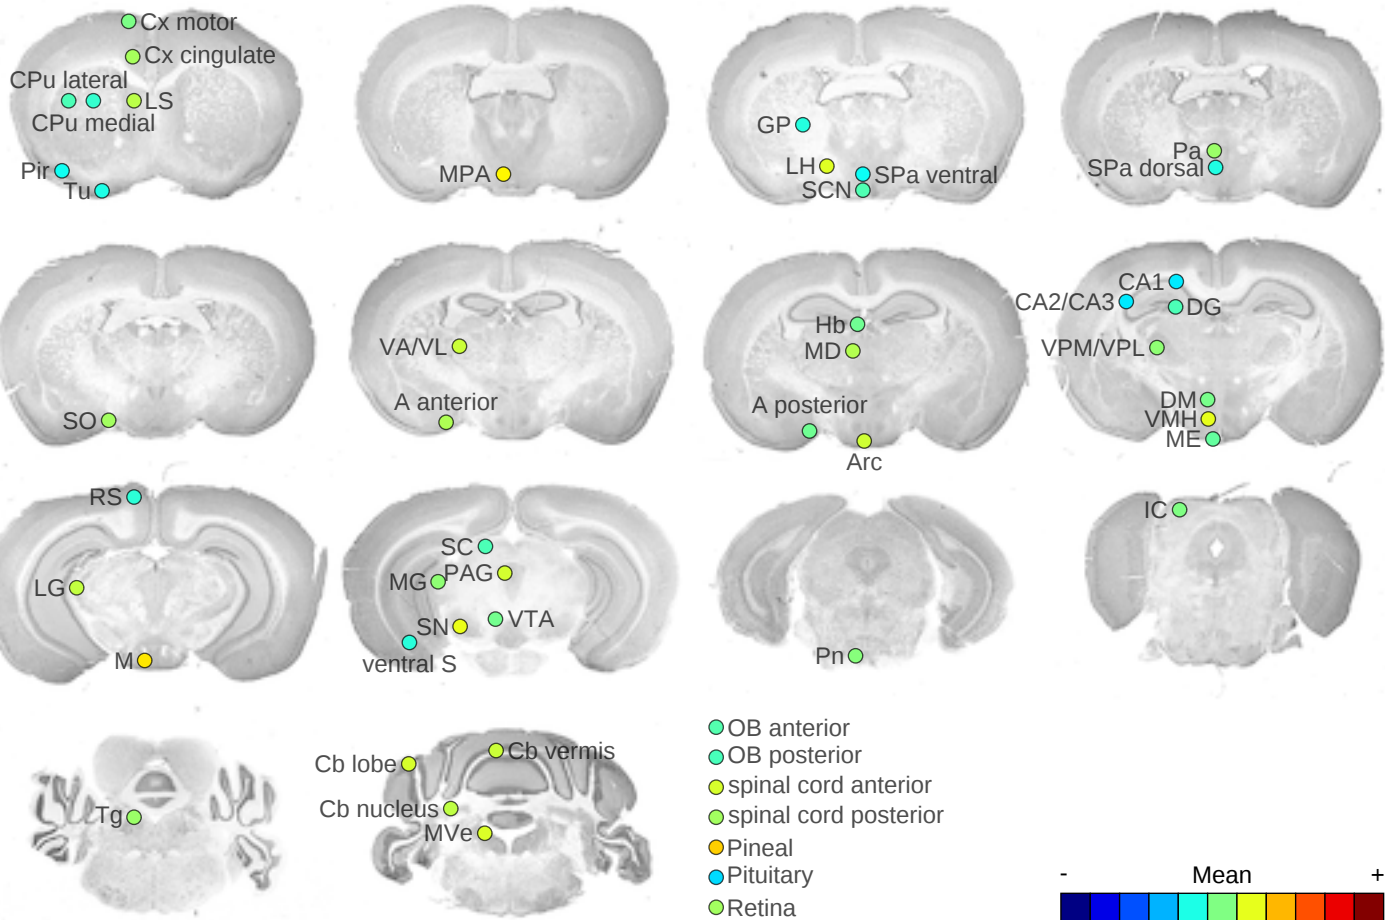 Cx motor
Cx cingulate
CPu lateral
LS
CPu medial
Pir
Tu
MPA
GP
LH
SPa ventral
SCN
Pa
SPa dorsal
SO
VA/VL
A anterior
Hb
MD
A posterior
Arc
CA1
CA2/CA3
DG
VPM/VPL
DM
VMH
ME
RS
LG
M
SC
MG
PAG
SN
VTA
ventral S
Pn
IC
Tg
Cb lobe
Cb vermis
Cb nucleus
MVe
OB anterior
OB posterior
spinal cord anterior
spinal cord posterior
Pineal
Pituitary
Retina
- Mean +